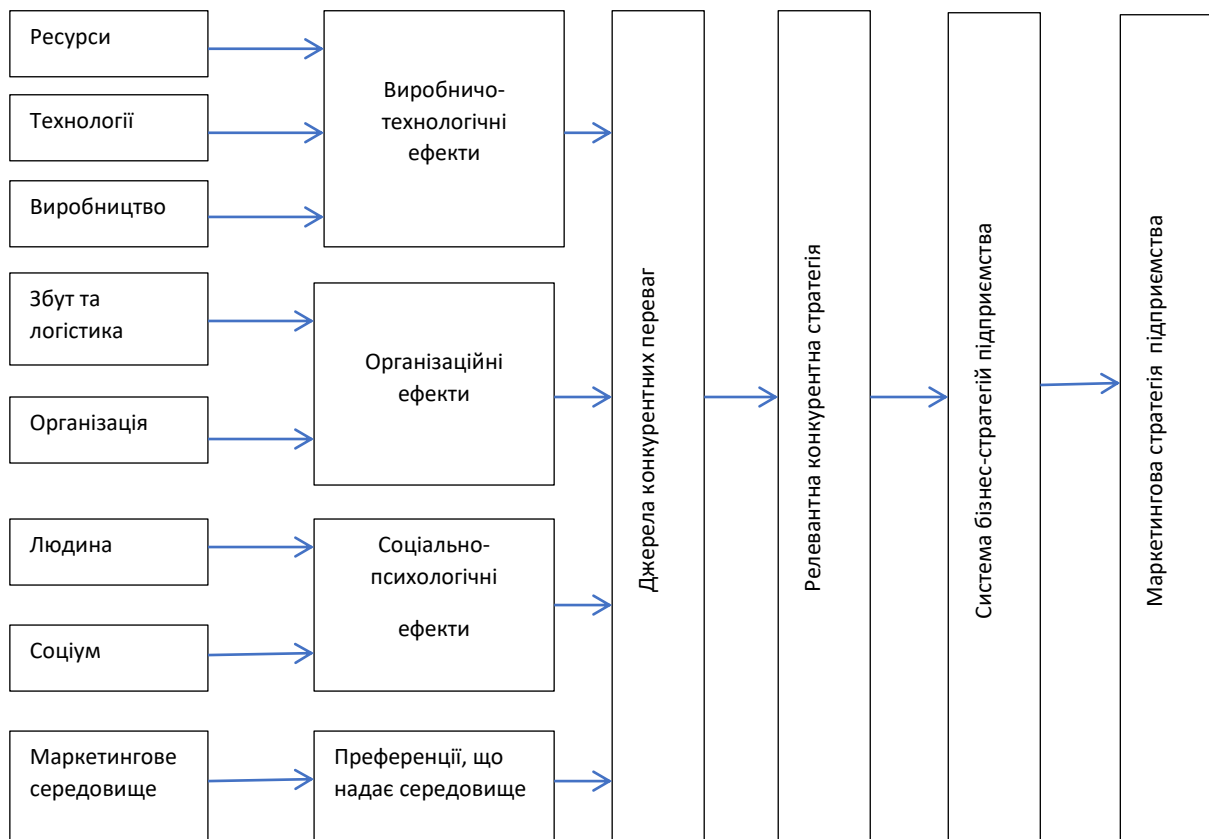 Ресурси
Технології
Виробництво
Збут та
логістика
Організація
Людина
Соціум
Маркетингове
середовище
Виробничо-
технологічні
ефекти
Організаційні
ефекти
Соціально-
психологічні
ефекти
Преференції, що
надає середовище
Джерела конкурентних переваг
Релевантна конкурентна стратегія
Система бізнес-стратегій підприємства
Маркетингова стратегія підприємства